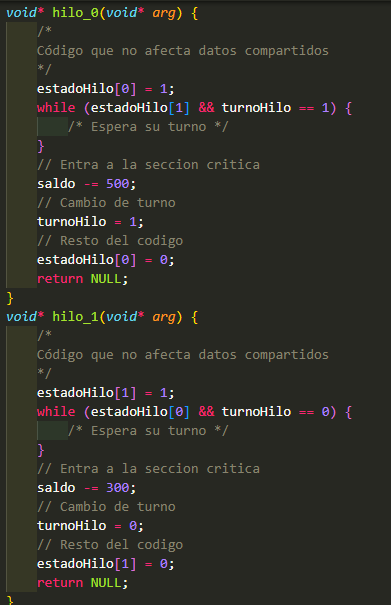 void* hilo_0(void* arg) {
/*
Código que no afecta datos compartidos
*/
estadoHilo[0] = 1;
while (estadoHilo[1] && turnoHilo == 1) {
/* Espera su turno */
}
// Entra a la seccion critica
saldo -= 500;
// Cambio de turno
turnoHilo = 1;
// Resto del codigo
estadoHilo[0] = 0;
return NULL;
}
void* hilo_1(void* arg) {
/*
Código que no afecta datos compartidos
*/
estadoHilo[1] = 1;
while (estadoHilo[0] && turnoHilo == 0) {
/* Espera su turno */
}
// Entra a la seccion critica
saldo -= 300;
// Cambio de turno
turnoHilo = 0;
// Resto del codigo
estadoHilo[1] = 0;
return NULL;
}